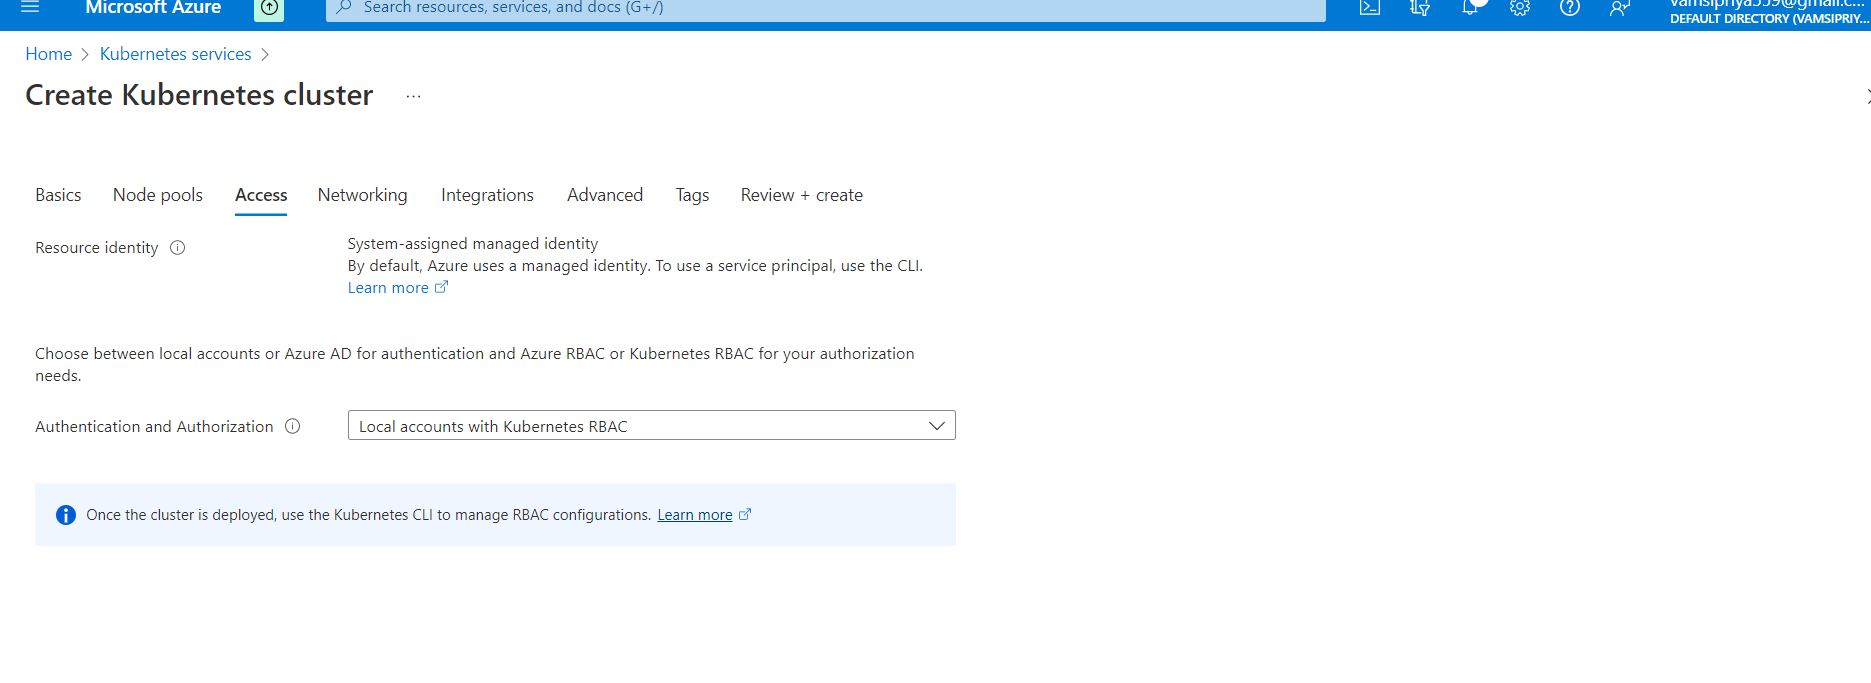 Microsoft Azure
Search resources, services, and docs (G+/)
vamsipriya559@gmail.c...
DEFAULT DIRECTORY (VAMSIPRIY...
Home > Kubernetes services >
Create Kubernetes cluster ...
Basics Node pools Access Networking Integrations Advanced Tags Review + create
Resource identity
System-assigned managed identity
By default, Azure uses a managed identity. To use a service principal, use the CLI.
Learn more
Choose between local accounts or Azure AD for authentication and Azure RBAC or Kubernetes RBAC for your authorization
needs.
Authentication and Authorization
Local accounts with Kubernetes RBAC
Once the cluster is deployed, use the Kubernetes CLI to manage RBAC configurations. Learn more